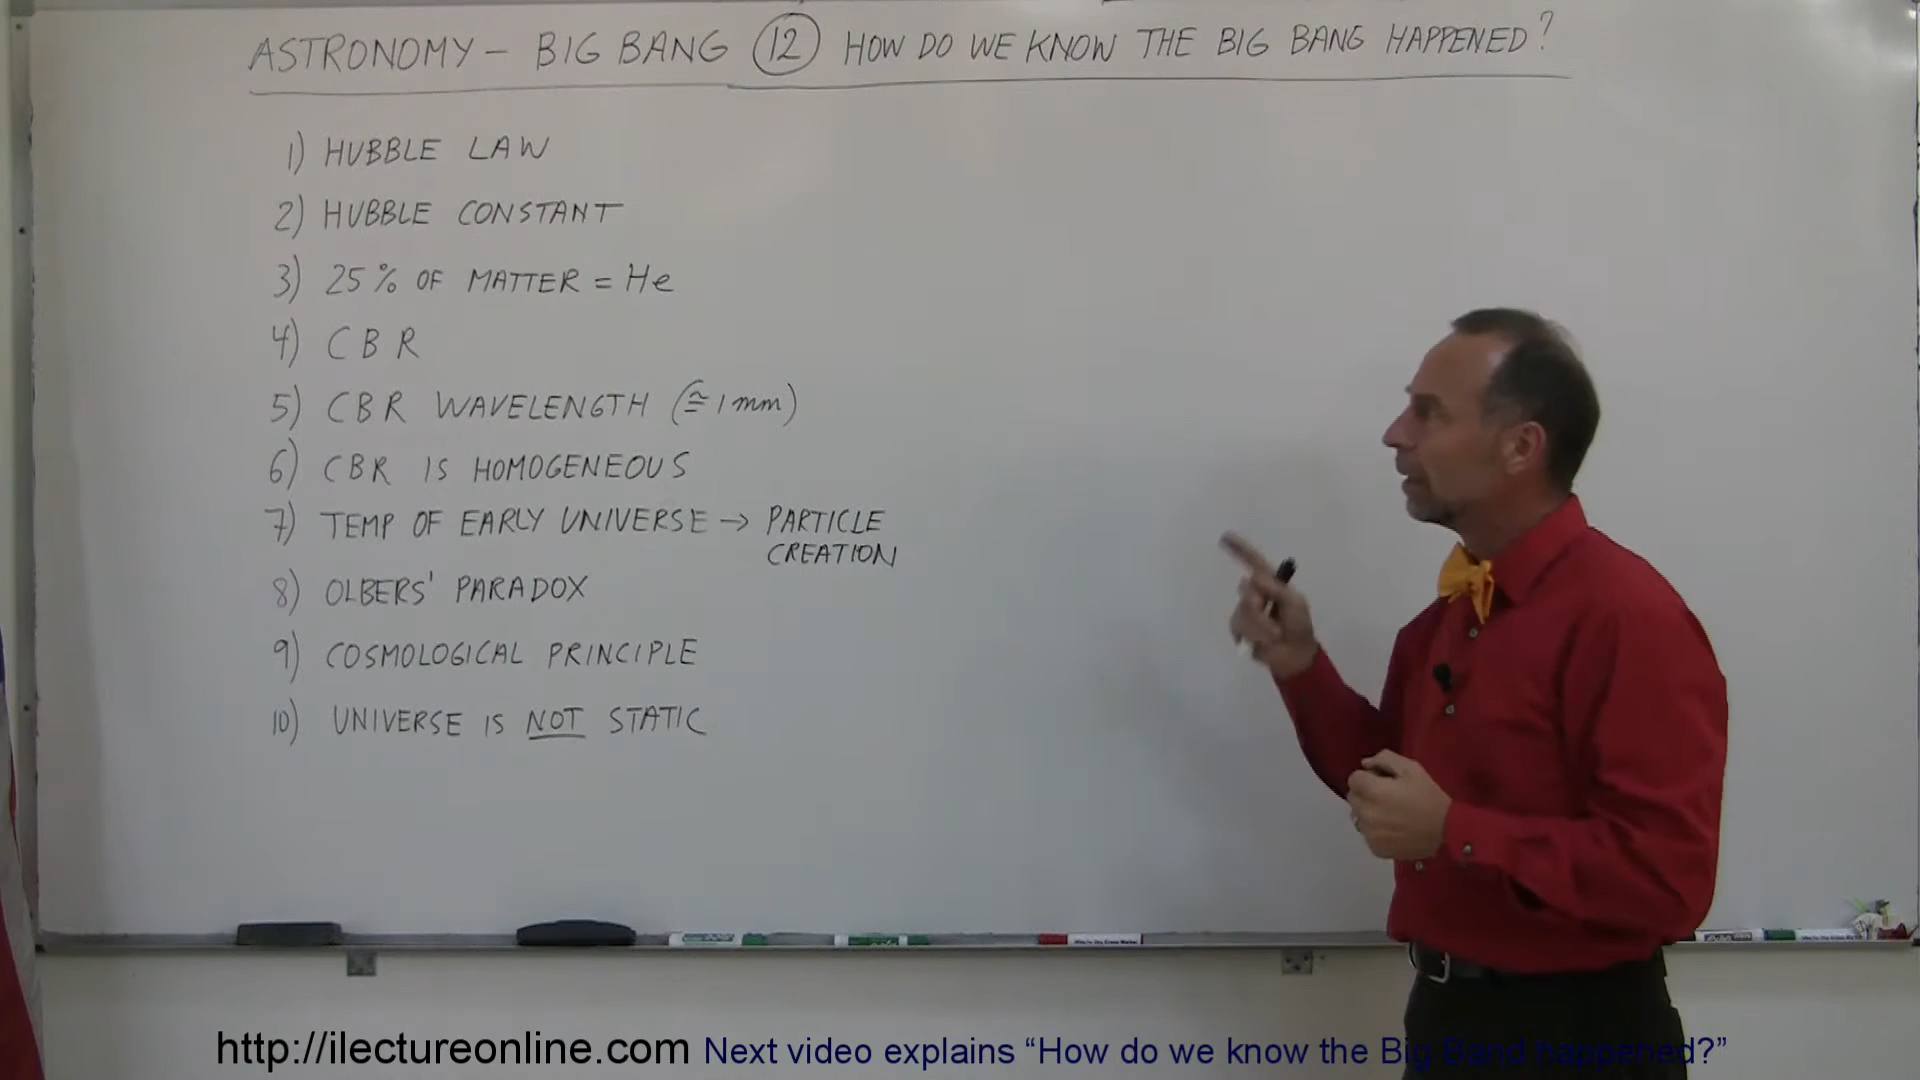 ASTRONOMY – BIG BANG 12 HOW DO WE KNOW THE BIG BANG HAPPENED?
1) HUBBLE LAW
2) HUBBLE CONSTANT
3) 25% OF MATTER = He
4) CBR
5) CBR WAVELENGTH (≅ 1 mm)
6) CBR IS HOMOGENEOUS
7) TEMP OF EARLY UNIVERSE → PARTICLE
CREATION
8) OLBERS' PARADOX
9) COSMOLOGICAL PRINCIPLE
10) UNIVERSE IS NOT STATIC
http://ilectureonline.com Next video explains “How do we know the Big Band happened?”